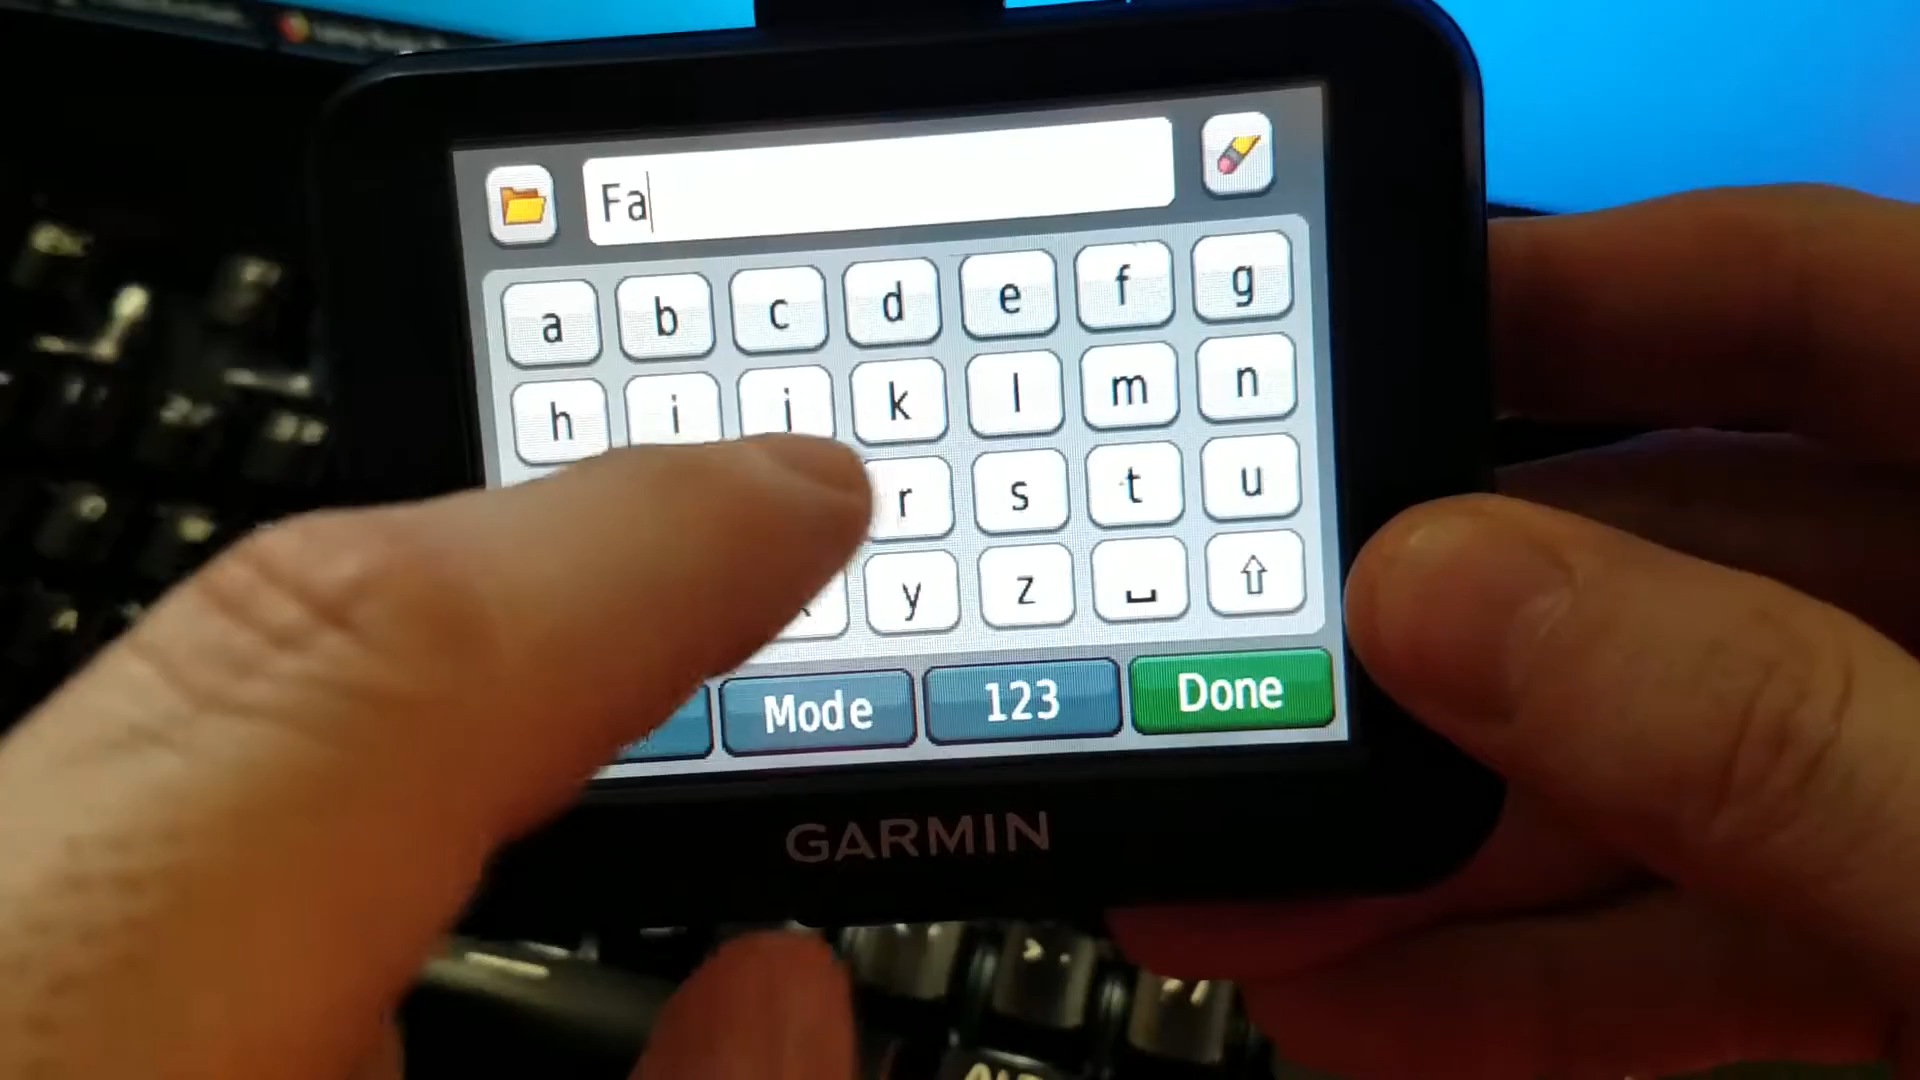 Fa
a b c d e f g
h i j k l m n
r s t u
y z
Mode 123 Done
GARMIN